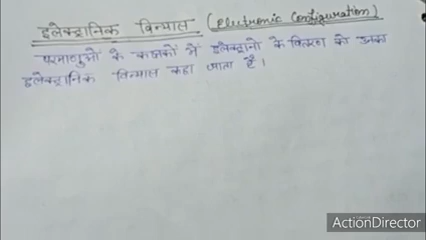 इलेक्ट्रानिक विन्यास (Electronic Configuration)
परमाणुओं के कक्षकों में इलेक्ट्रानों के वितरण को उनका
इलेक्ट्रानिक विन्यास कहा जाता है।
ActionDirector